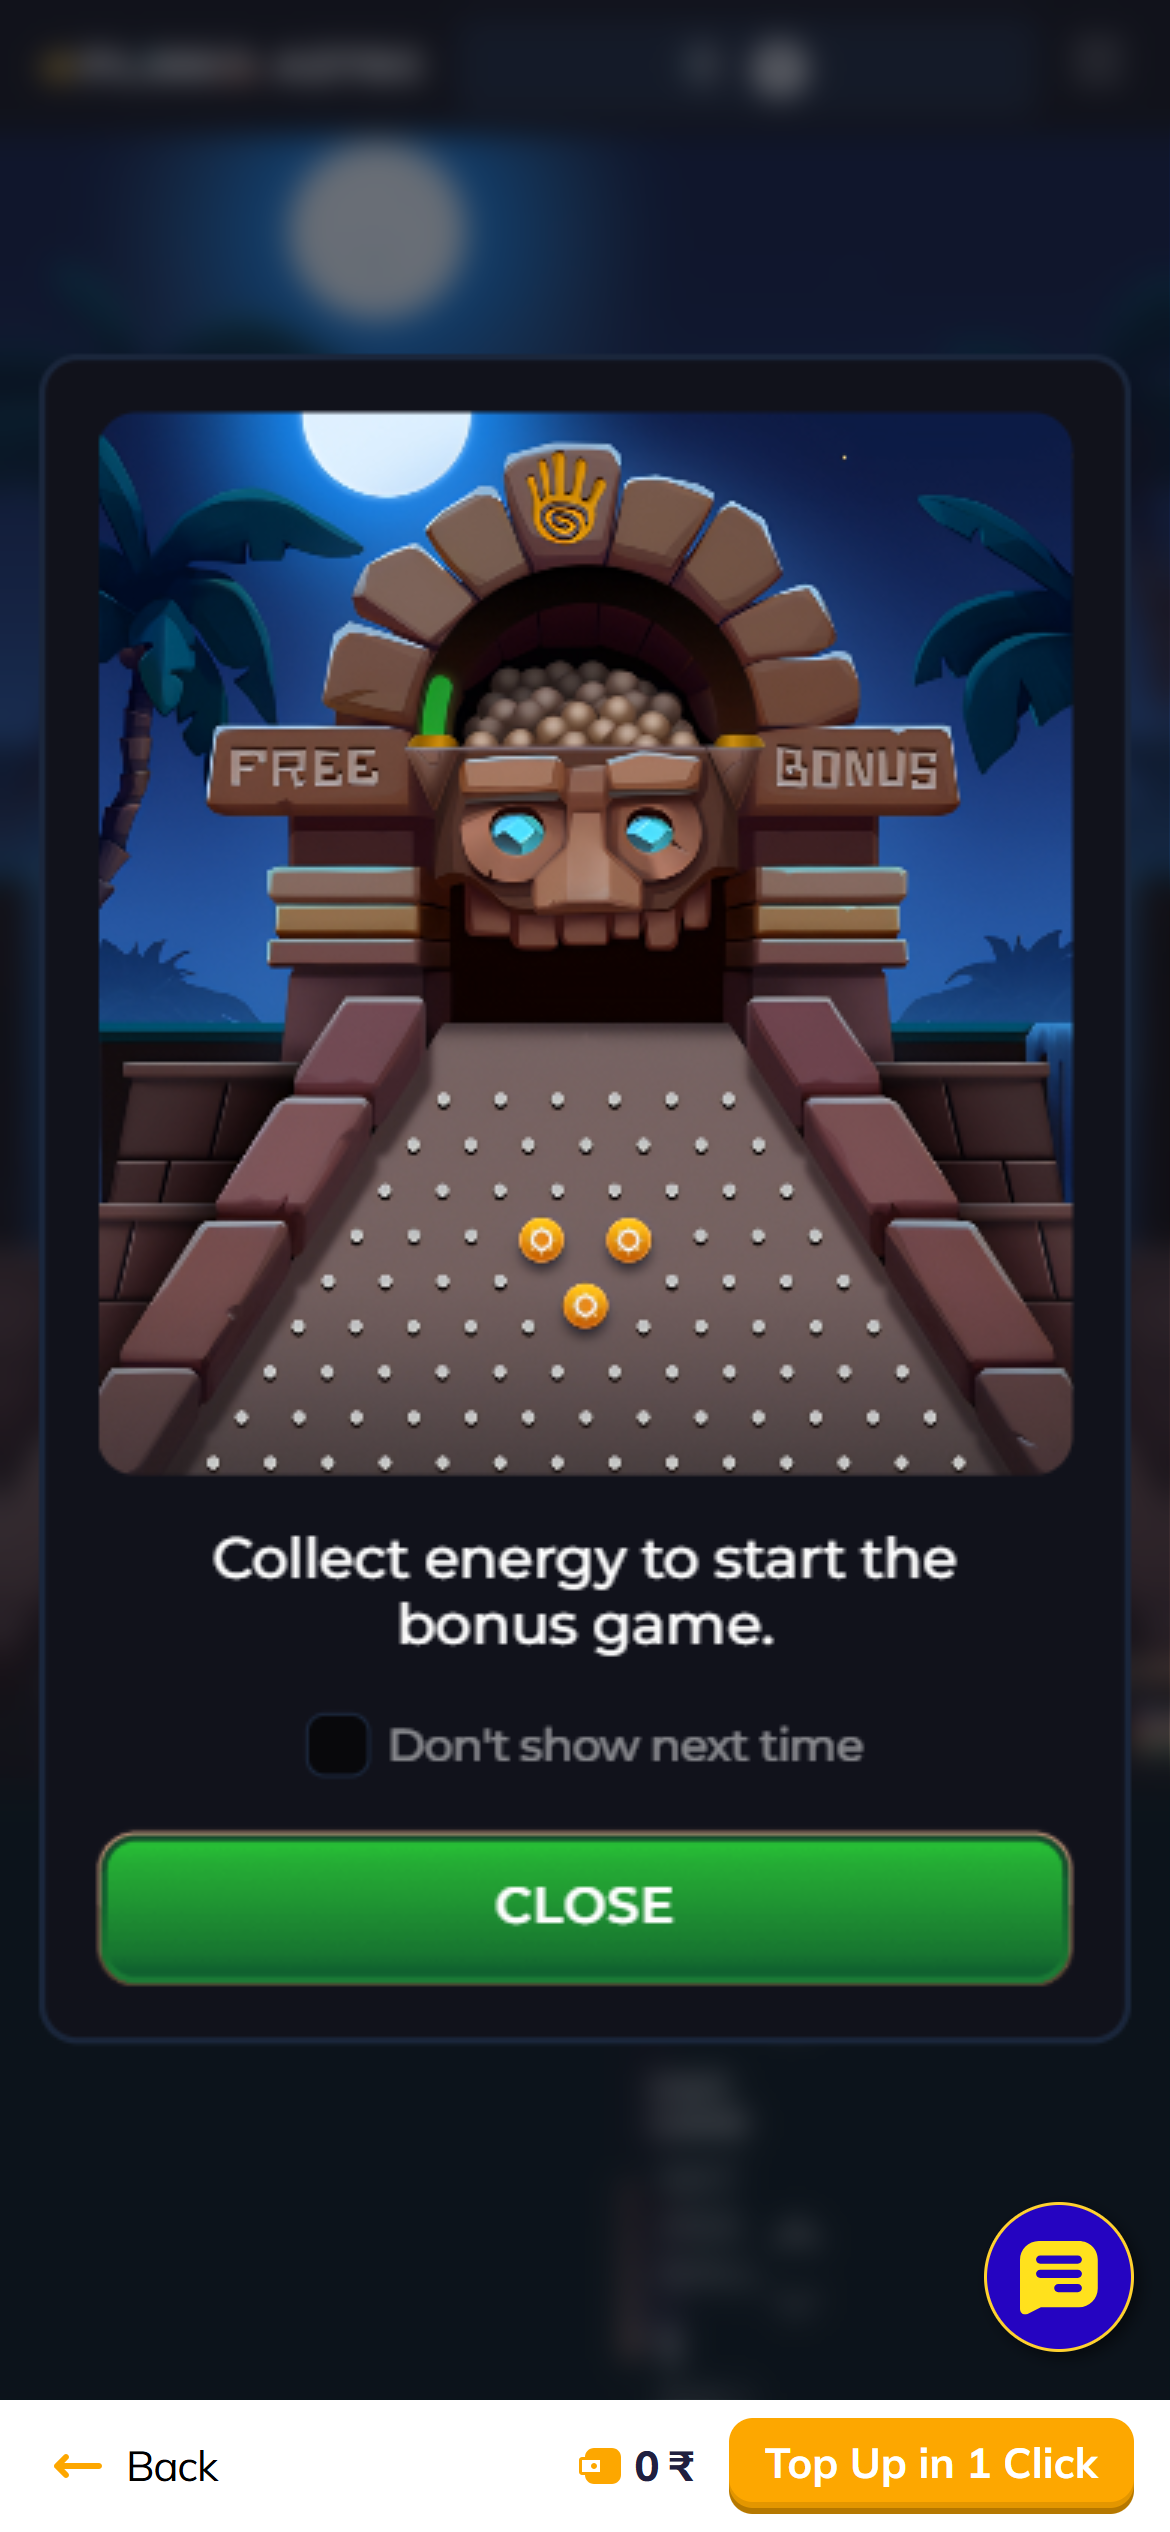 FREE BONUS
Collect energy to start the
bonus game.
Don't show next time
CLOSE
Back
0 ₹
Top Up in 1 Click